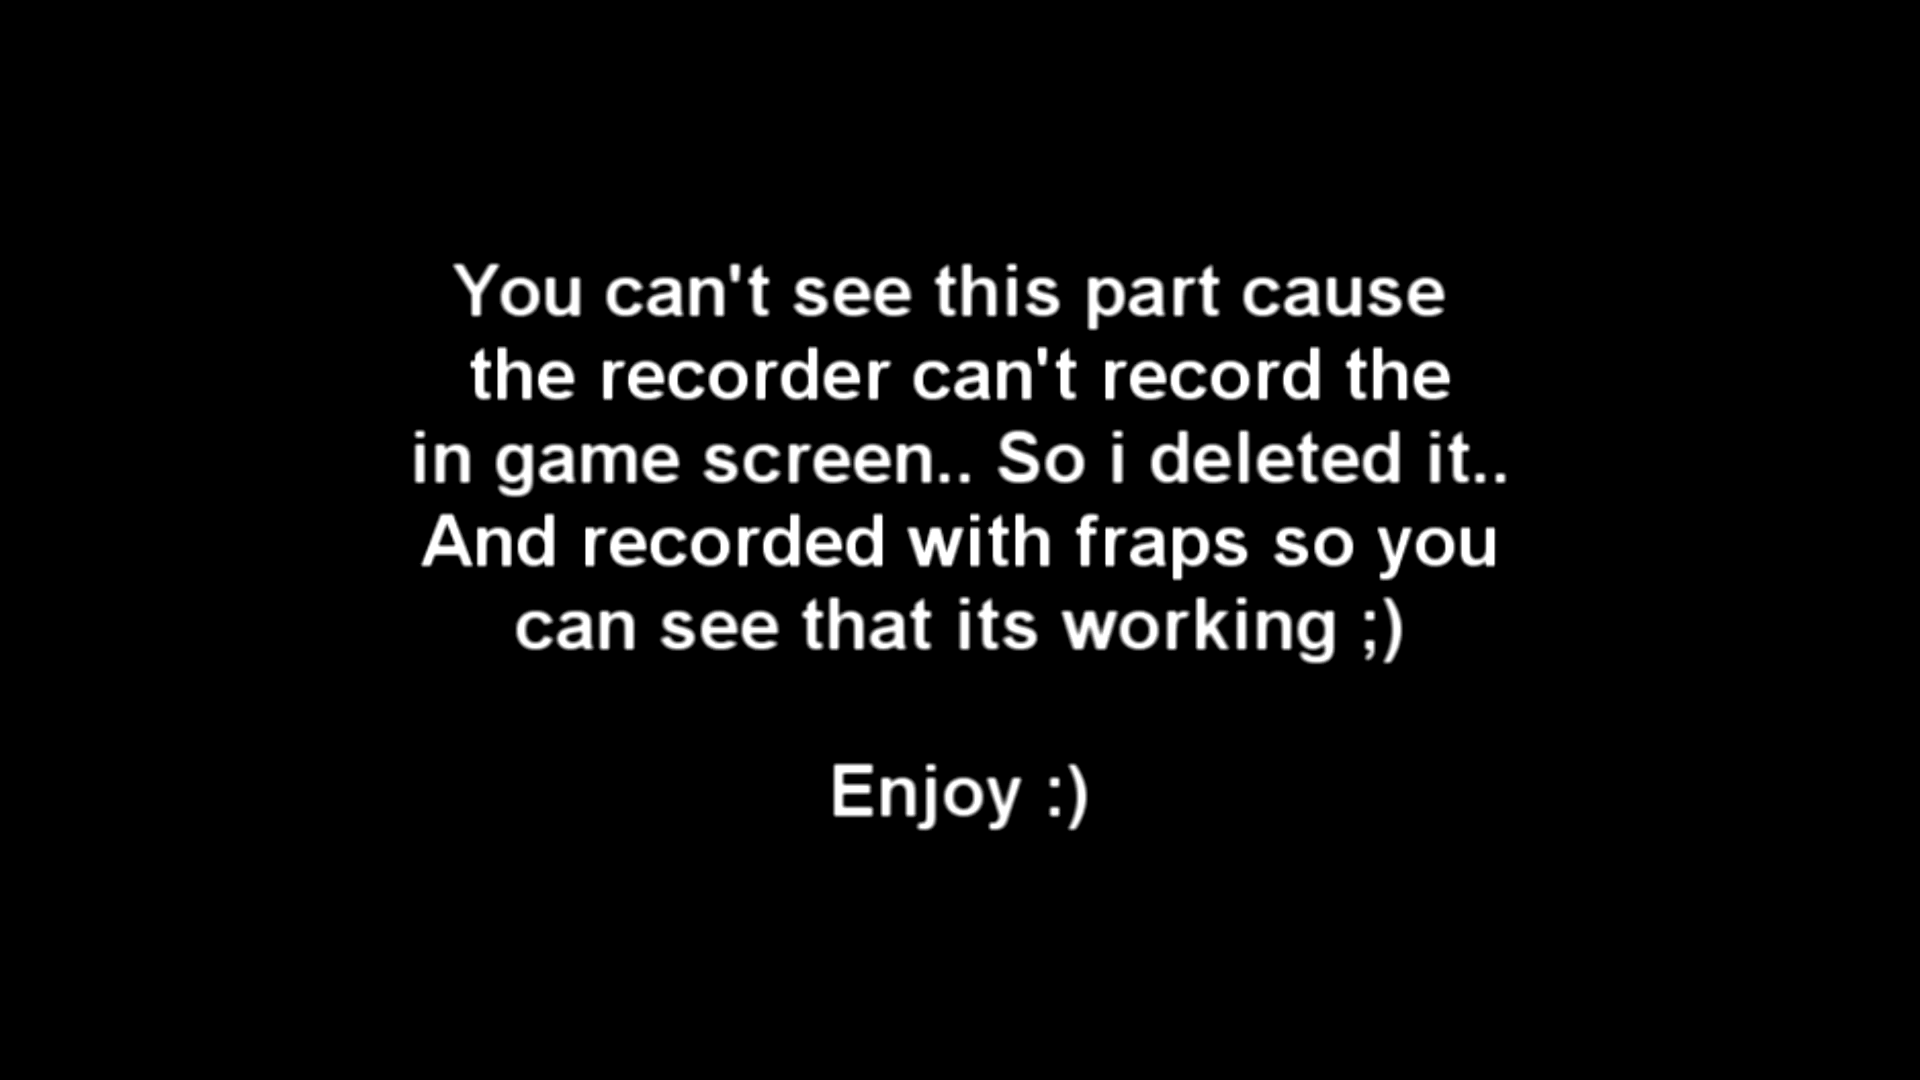 You can't see this part cause
the recorder can't record the
in game screen.. So i deleted it..
And recorded with fraps so you
can see that its working ;)
Enjoy :)